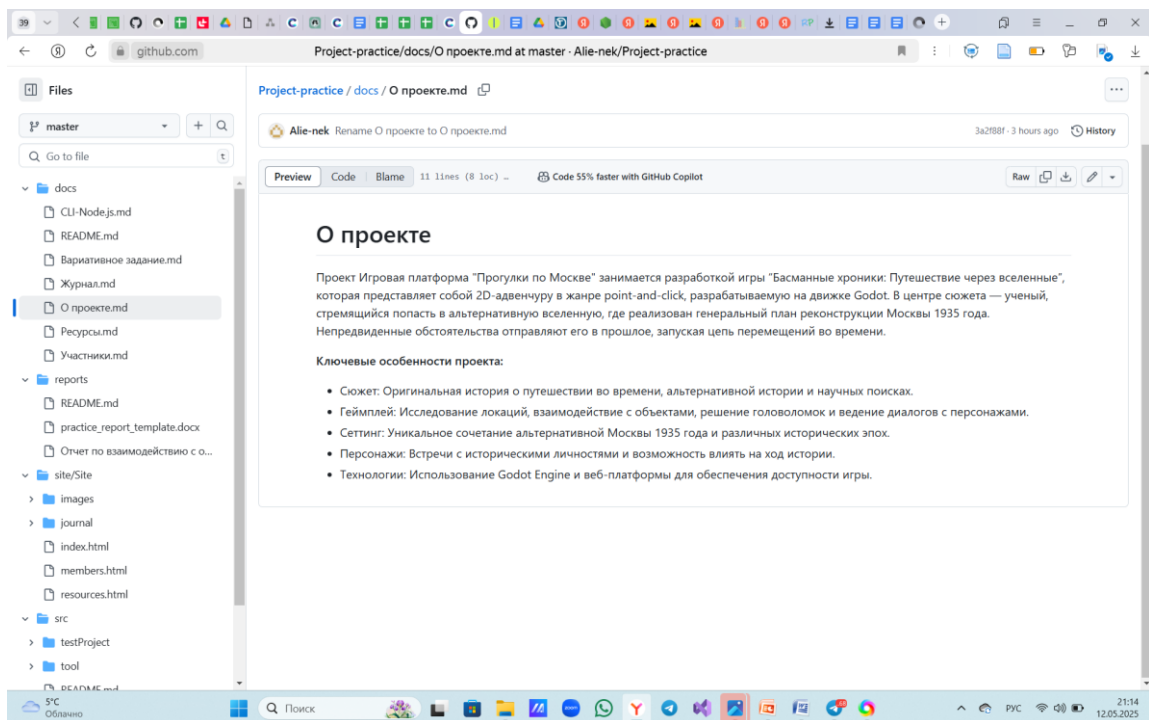 39
github.com
Project-practice/docs/О проекте.md at master · Alie-nek/Project-practice
Files
Project-practice / docs / О проекте.md
master
Alie-nek Rename О проекте to О проекте.md
3a2f88f · 3 hours ago History
Go to file
t
Preview Code Blame 11 lines (8 loc) Code 55% faster with GitHub Copilot
Raw
docs
CLI-Node.js.md
README.md
Вариативное задание.md
Журнал.md
О проекте.md
Ресурсы.md
Участники.md
reports
README.md
practice_report_template.docx
Отчет по взаимодействию с о...
site/Site
images
journal
index.html
members.html
resources.html
src
testProject
tool
README.md
О проекте
Проект Игровая платформа "Прогулки по Москве" занимается разработкой игры "Басманные хроники: Путешествие через вселенные",
которая представляет собой 2D-адвенчуру в жанре point-and-click, разрабатываемую на движке Godot. В центре сюжета — ученый,
стремящийся попасть в альтернативную вселенную, где реализован генеральный план реконструкции Москвы 1935 года.
Непредвиденные обстоятельства отправляют его в прошлое, запуская цепь перемещений во времени.
Ключевые особенности проекта:
• Сюжет: Оригинальная история о путешествии во времени, альтернативной истории и научных поисках.
• Геймплей: Исследование локаций, взаимодействие с объектами, решение головоломок и ведение диалогов с персонажами.
• Сеттинг: Уникальное сочетание альтернативной Москвы 1935 года и различных исторических эпох.
• Персонажи: Встречи с историческими личностями и возможность влиять на ход истории.
• Технологии: Использование Godot Engine и веб-платформы для обеспечения доступности игры.
5°C
Облачно
Поиск
РУС
21:14
12.05.2025